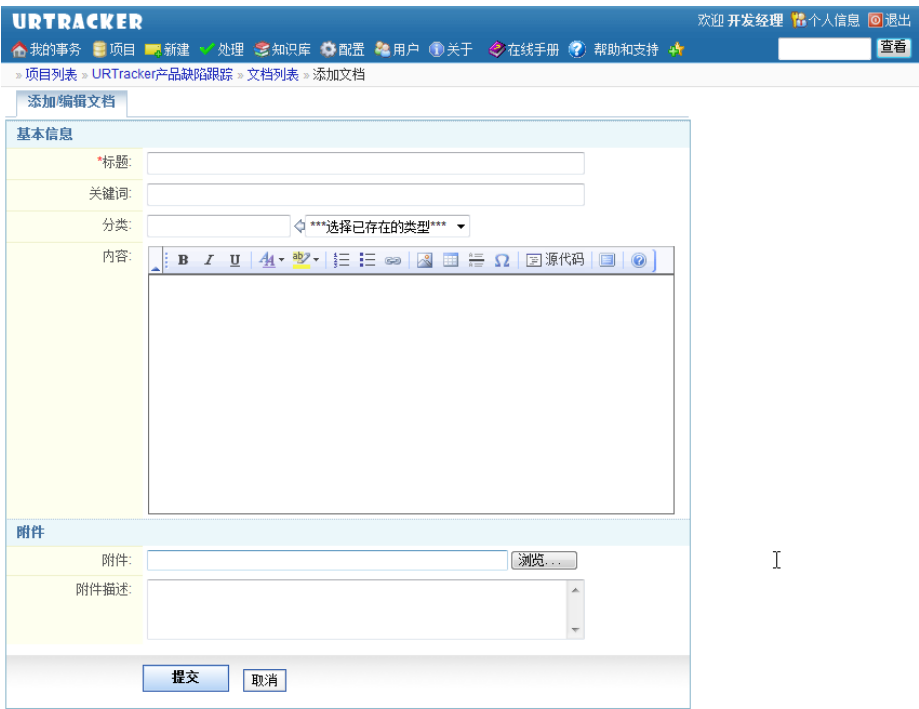 URTRACKER 欢迎 开发经理 个人信息 退出
我的事务 项目 新建 处理 知识库 配置 用户 关于 在线手册 帮助和支持 查看
» 项目列表 » URTracker产品缺陷跟踪 » 文档列表 » 添加文档
添加/编辑文档
基本信息
*标题:
关键词:
分类: ***选择已存在的类型***
内容: B I U A ab 源代码
附件
附件: 浏览...
附件描述:
提交 取消